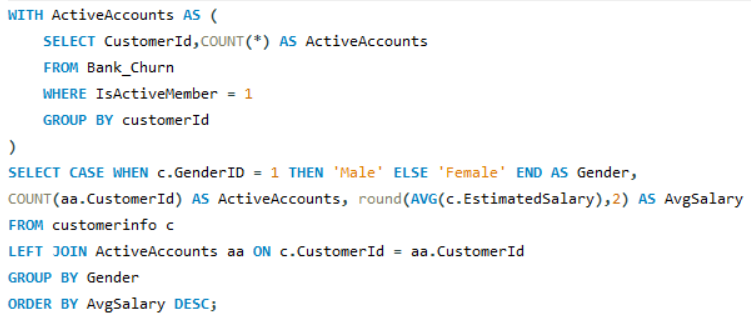 WITH ActiveAccounts AS (
    SELECT CustomerId,COUNT(*) AS ActiveAccounts
    FROM Bank_Churn
    WHERE IsActiveMember = 1
    GROUP BY customerId
)
SELECT CASE WHEN c.GenderID = 1 THEN 'Male' ELSE 'Female' END AS Gender,
COUNT(aa.CustomerId) AS ActiveAccounts, round(AVG(c.EstimatedSalary),2) AS AvgSalary
FROM customerinfo c
LEFT JOIN ActiveAccounts aa ON c.CustomerId = aa.CustomerId
GROUP BY Gender
ORDER BY AvgSalary DESC;